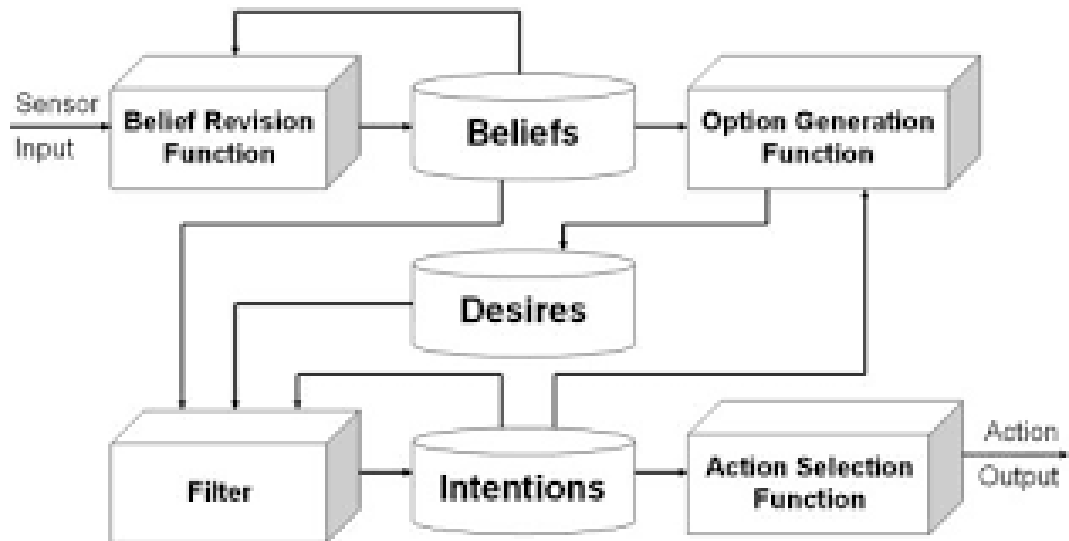 Sensor
Input
Belief Revision
Function
Beliefs
Option Generation
Function
Desires
Filter
Intentions
Action Selection
Function
Action
Output